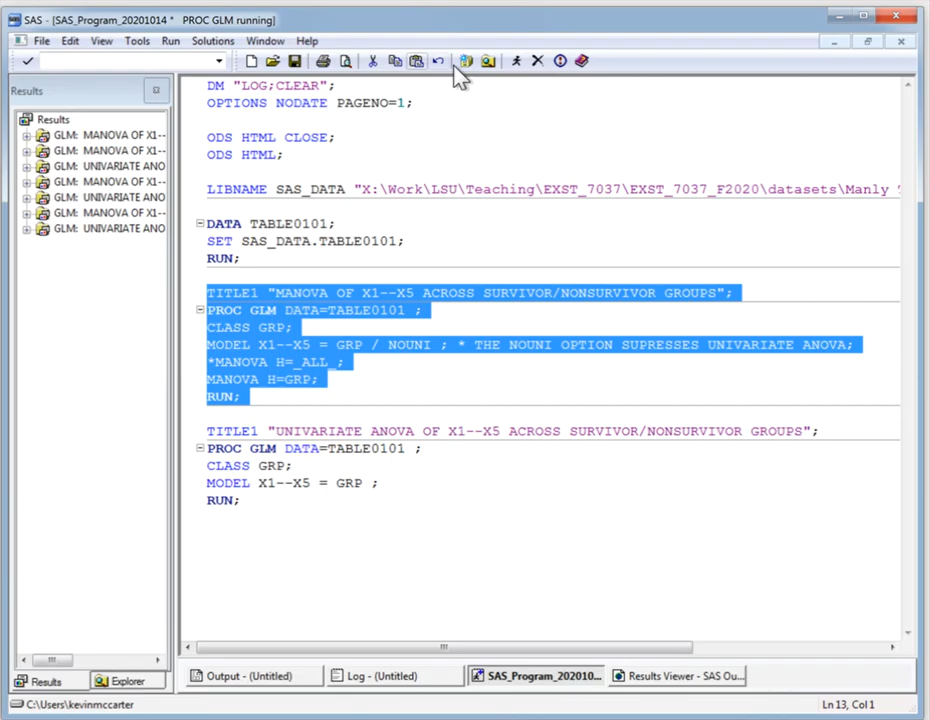 SAS - [SAS_Program_20201014 *   PROC GLM running]
File Edit View Tools Run Solutions Window Help
Results
Results
GLM:  MANOVA OF X1--
GLM:  MANOVA OF X1--
GLM:  UNIVARIATE ANO
GLM:  MANOVA OF X1--
GLM:  UNIVARIATE ANO
GLM:  MANOVA OF X1--
GLM:  UNIVARIATE ANO
DM "LOG;CLEAR";
OPTIONS NODATE PAGENO=1;
ODS HTML CLOSE;
ODS HTML;
LIBNAME SAS_DATA "X:\Work\LSU\Teaching\EXST_7037\EXST_7037_F2020\datasets\Manly
DATA TABLE0101;
SET SAS_DATA.TABLE0101;
RUN;
TITLE1 "MANOVA OF X1--X5 ACROSS SURVIVOR/NONSURVIVOR GROUPS";
PROC GLM DATA=TABLE0101 ;
CLASS GRP;
MODEL X1--X5 = GRP / NOUNI ; * THE NOUNI OPTION SUPRESSES UNIVARIATE ANOVA;
*MANOVA H=_ALL_;
MANOVA H=GRP;
RUN;
TITLE1 "UNIVARIATE ANOVA OF X1--X5 ACROSS SURVIVOR/NONSURVIVOR GROUPS";
PROC GLM DATA=TABLE0101 ;
CLASS GRP;
MODEL X1--X5 = GRP ;
RUN;
Results Explorer
Output - (Untitled) Log - (Untitled) SAS_Program_202010... Results Viewer - SAS Ou...
C:\Users\kevinmccarter
Ln 13, Col 1